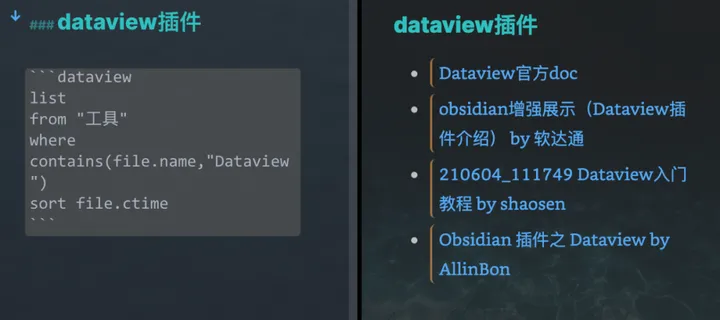 ### dataview插件
```dataview
list
from "工具"
where
contains(file.name,"Dataview
")
sort file.ctime
```
dataview插件
Dataview官方doc
obsidian增强展示（Dataview插
件介绍） by 软达通
210604_111749 Dataview入门
教程 by shaosen
Obsidian 插件之 Dataview by
AllinBon